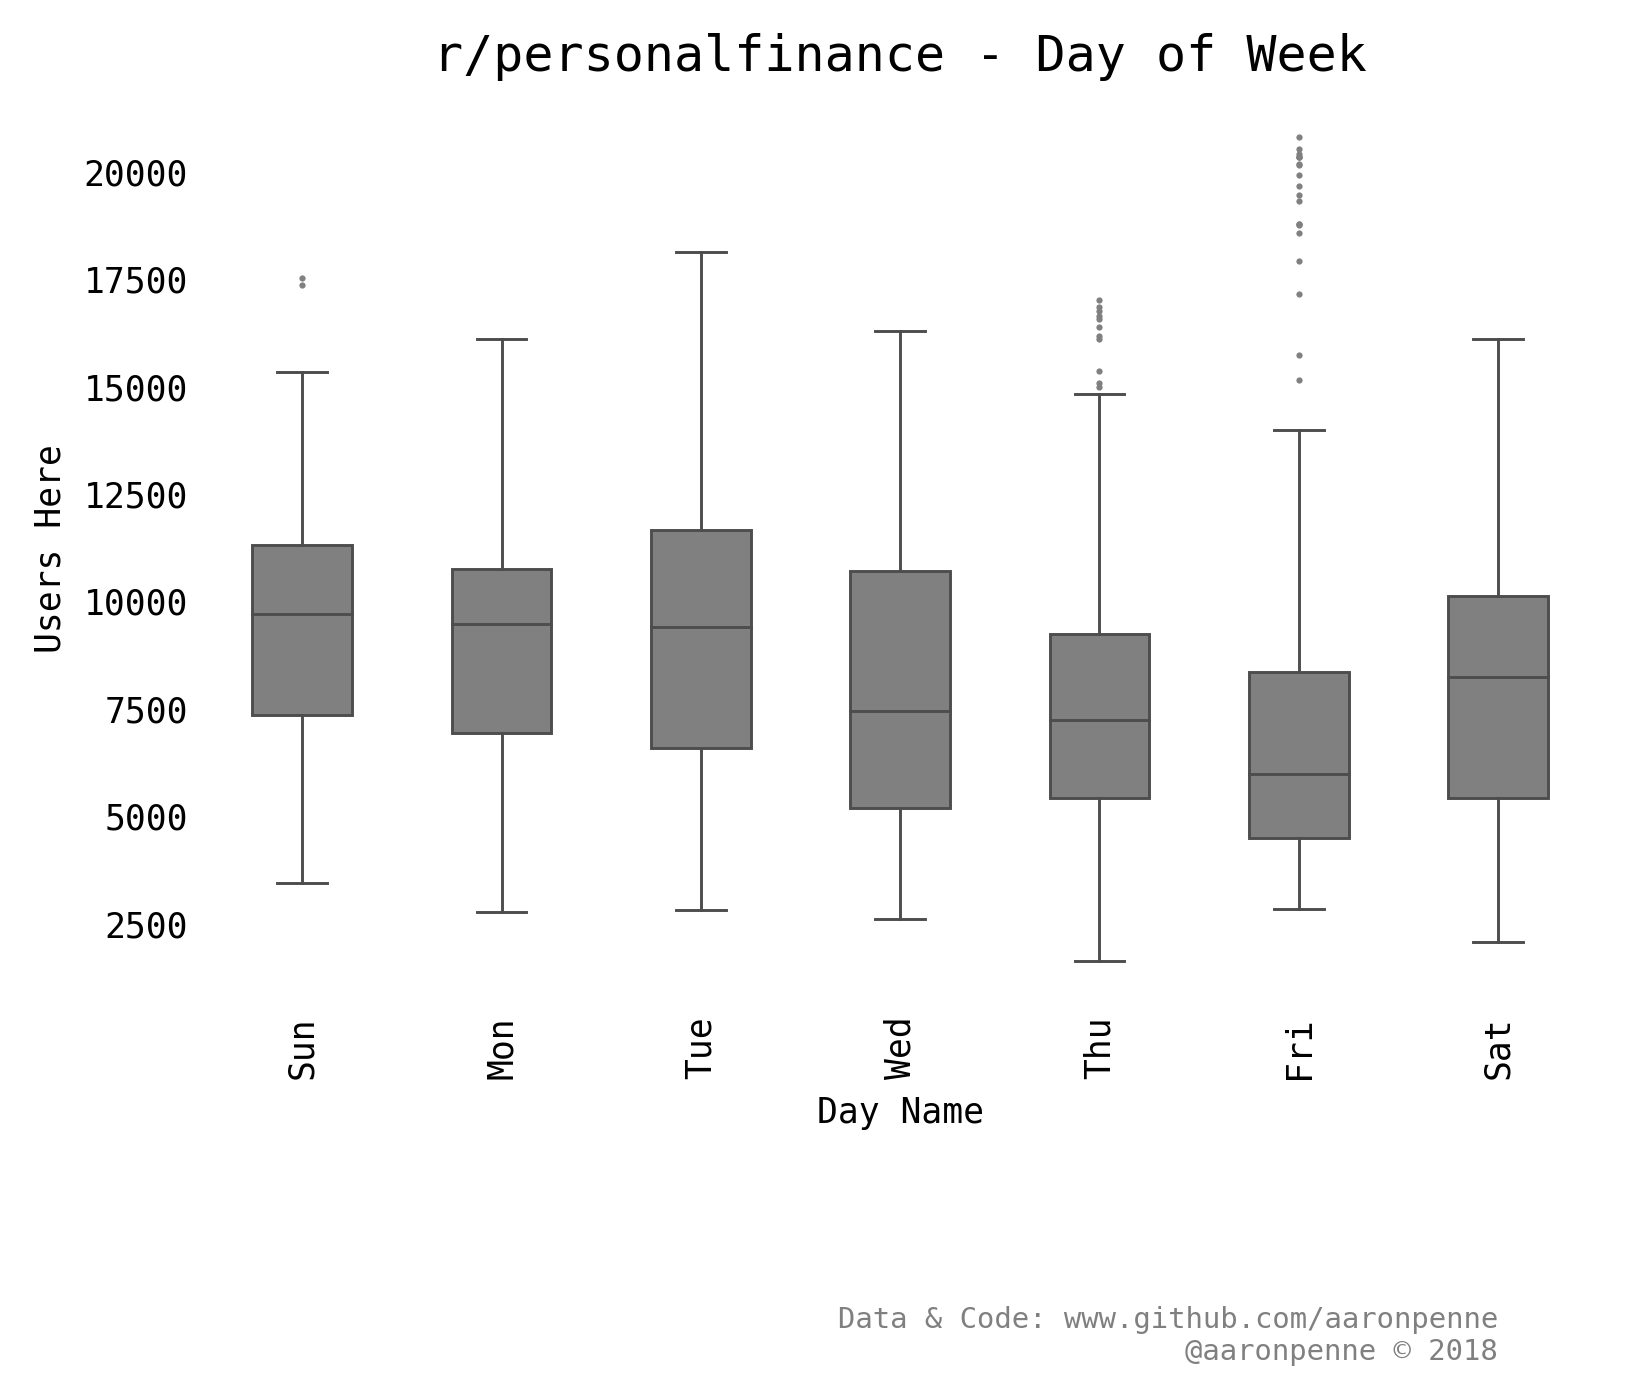 r/personalfinance - Day of Week
20000
17500
15000
12500
10000
7500
5000
2500
Users Here
Sun
Mon
Tue
Wed
Thu
Fri
Sat
Day Name
Data & Code: www.github.com/aaronpenne
@aaronpenne © 2018